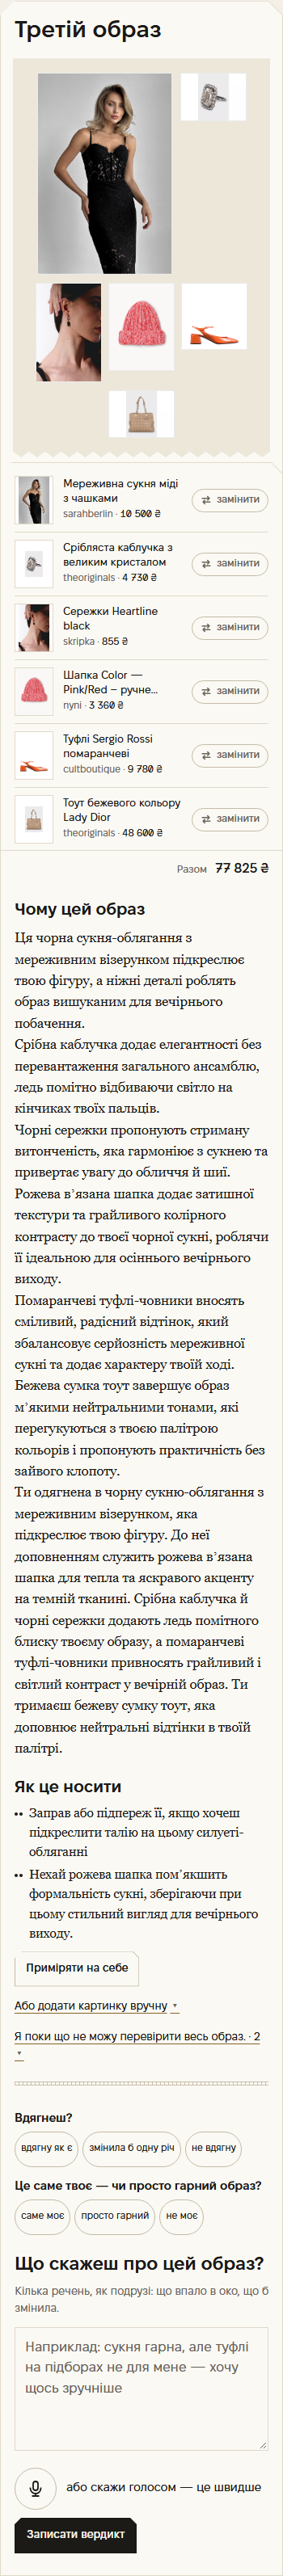 Третій образ
Мереживна сукня міді
з чашками
sarahberlin · 10 500 ₴
замінити
Срібляста каблучка з
великим кристалом
theoriginals · 4 730 ₴
замінити
Сережки Heartline
black
skripka · 855 ₴
замінити
Шапка Color —
Pink/Red – ручне...
nyni · 3 360 ₴
замінити
Туфлі Sergio Rossi
помаранчеві
cultboutique · 9 780 ₴
замінити
Тоут бежевого кольору
Lady Dior
theoriginals · 48 600 ₴
замінити
Разом 77 825 ₴
Чому цей образ
Ця чорна сукня-облягання з
мереживним візерунком підкреслює
твою фігуру, а ніжні деталі роблять
образ вишуканим для вечірнього
побачення.
Срібна каблучка додає елегантності без
перевантаження загального ансамблю,
ледь помітно відбиваючи світло на
кінчиках твоїх пальців.
Чорні сережки пропонують стриману
витонченість, яка гармоніює з сукнею та
привертає увагу до обличчя й шиї.
Рожева в’язана шапка додає затишної
текстури та грайливого колірного
контрасту до твоєї чорної сукні, роблячи
її ідеальною для осіннього вечірнього
виходу.
Помаранчеві туфлі-човники вносять
сміливий, радісний відтінок, який
збалансовує серйозність мереживної
сукні та додає характеру твоїй ході.
Бежева сумка тоут завершує образ
м’якими нейтральними тонами, які
перегукуються з твоєю палітрою
кольорів і пропонують практичність без
зайвого клопоту.
Ти одягнена в чорну сукню-облягання з
мереживним візерунком, яка
підкреслює твою фігуру. До неї
доповненням служить рожева в’язана
шапка для тепла та яскравого акценту
на темній тканині. Срібна каблучка й
чорні сережки додають ледь помітного
блиску твоєму образу, а помаранчеві
туфлі-човники привносять грайливий і
світлий контраст у вечірній образ. Ти
тримаєш бежеву сумку тоут, яка
доповнює нейтральні відтінки в твоїй
палітрі.
Як це носити
Заправ або підпереж її, якщо хочеш
підкреслити талію на цьому силуеті-
обляганні
Нехай рожева шапка пом’якшить
формальність сукні, зберігаючи при
цьому стильний вигляд для вечірнього
виходу.
Приміряти на себе
Або додати картинку вручну
Я поки що не можу перевірити весь образ. · 2
Вдягнеш?
вдягну як є
змінила б одну річ
не вдягну
Це саме твоє — чи просто гарний образ?
саме моє
просто гарний
не моє
Що скажеш про цей образ?
Кілька речень, як подрузі: що впало в око, що б
змінила.
Наприклад: сукня гарна, але туфлі
на підборах не для мене — хочу
щось зручніше
або скажи голосом — це швидше
Записати вердикт